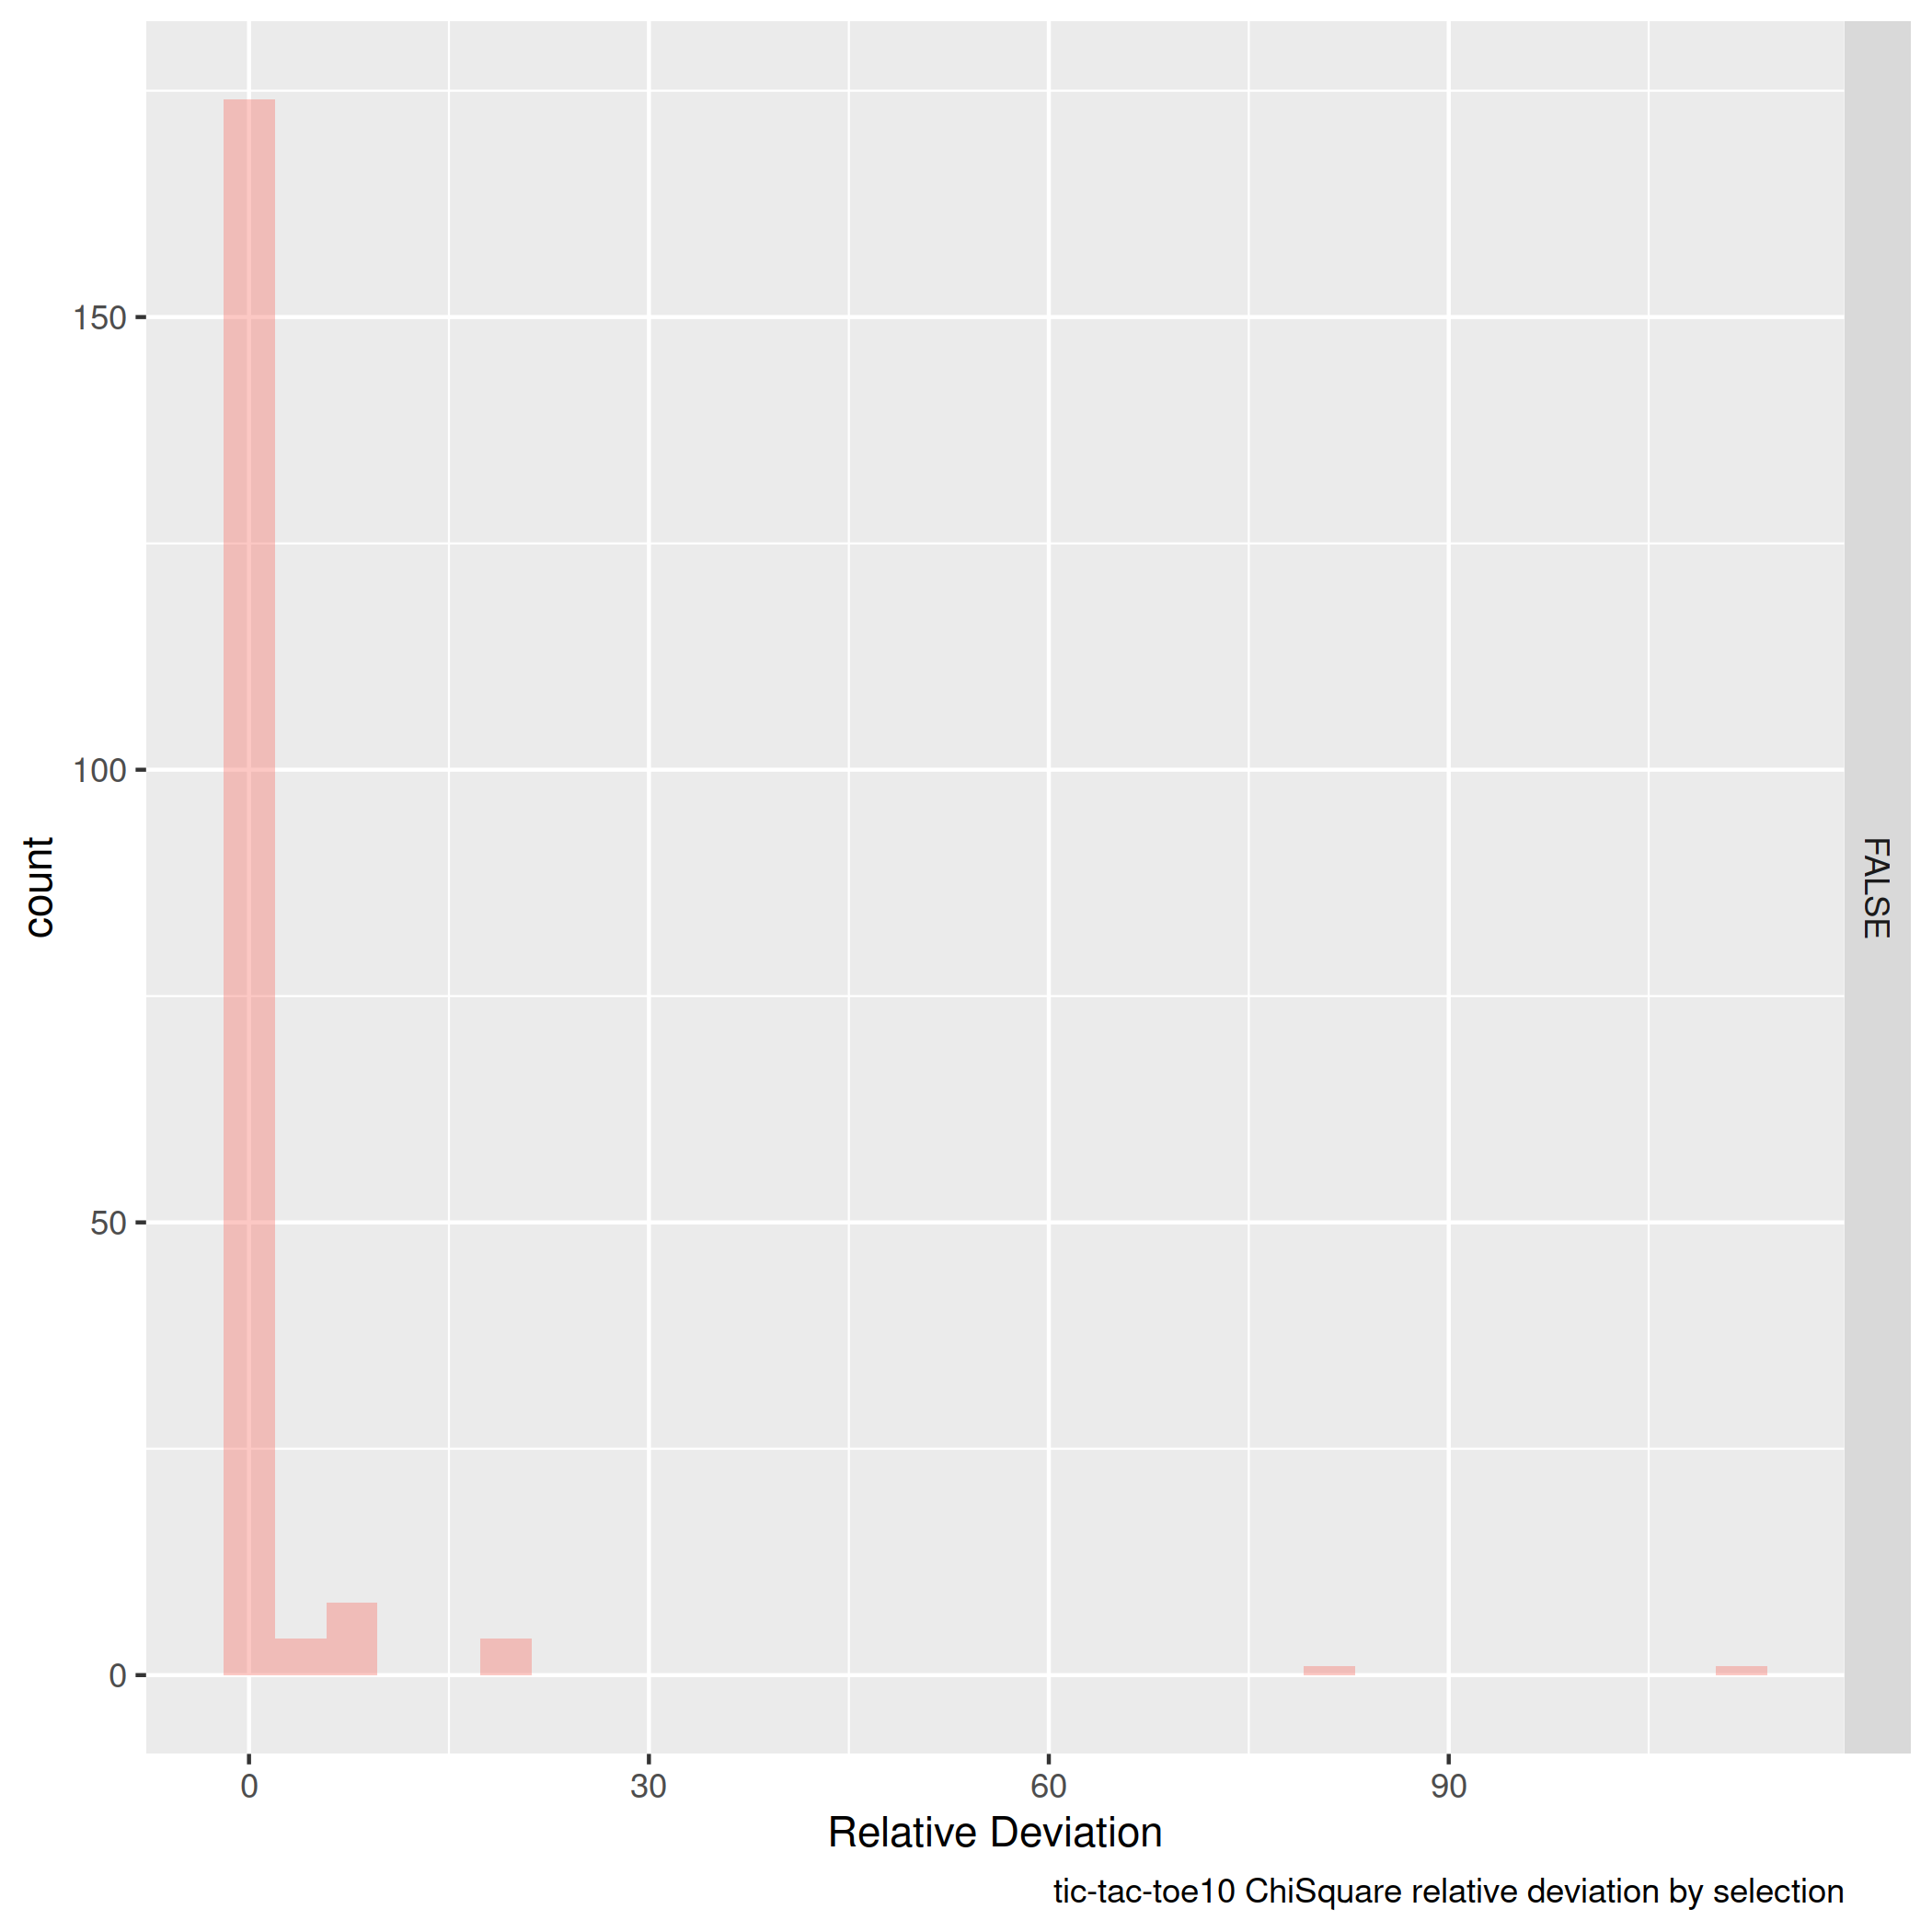 150
100
50
0
count
FALSE
0 30 60 90
Relative Deviation
tic-tac-toe10 ChiSquare relative deviation by selection